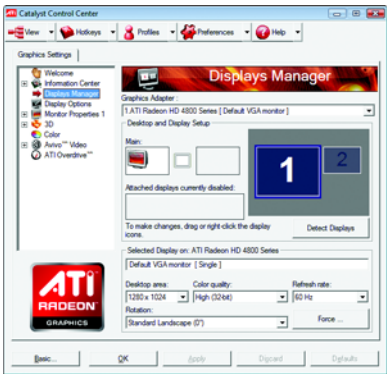 ATI Catalyst Control Center
View Hotkeys Profiles Preferences Help
Graphics Settings
Welcome
Information Center
Displays Manager
Display Options
Monitor Properties 1
3D
Color
Avivo™ Video
ATI Overdrive™
ATI
RADEON
GRAPHICS
Displays Manager
Graphics Adapter :
1.ATI Radeon HD 4800 Series [ Default VGA monitor ]
Desktop and Display Setup
Main:
1
2
Attached displays currently disabled:
To make changes, drag or right-click the display
icons.
Detect Displays
Selected Display on: ATI Radeon HD 4800 Series
Default VGA monitor [ Single ]
Desktop area: Color quality: Refresh rate:
1280 x 1024 High (32-bit) 60 Hz
Rotation:
Standard Landscape (0°)
Force ...
Basic... OK Apply Discard Defaults